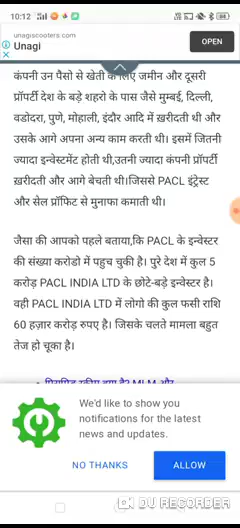 10:12
unagiscooters.com
Unagi
OPEN
कंपनी उन पैसो से खेती के लिए जमीन और दूसरी
प्रॉपर्टी देश के बड़े शहरो के पास जैसे मुम्बई, दिल्ली,
वडोदरा, पुणे, मोहाली, इंदौर आदि में ख़रीदती थी और
उसके आगे अपना अन्य काम करती थी। इसमें जितनी
ज्यादा इन्वेस्टमेंट होती थी,उतनी ज्यादा कंपनी प्रॉपर्टी
ख़रीदती और आगे बेचती थी।जिससे PACL इंट्रेस्ट
और सेल प्रॉफिट से मुनाफा कमाती थी।
जैसा की आपको पहले बताया,कि PACL के इन्वेस्टर
की संख्या करोडो में पहुच चुकी है। पुरे देश में कुल 5
करोड़ PACL INDIA LTD के छोटे-बड़े इन्वेस्टर है।
वही PACL INDIA LTD में लोगो की कुल फसी राशि
60 हज़ार करोड़ रुपए है। जिसके चलते मामला बहुत
तेज हो चूका है।
We'd like to show you
notifications for the latest
news and updates.
NO THANKS
ALLOW
DU RECORDER